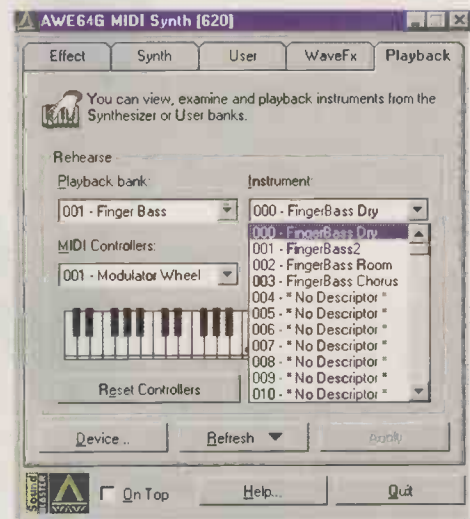 AWE64G MIDI Synth [620]
Effect
Synth
User
WaveFx
Playback
You can view, examine and playback instruments from the
Synthesizer or User banks.
Rehearse
Playback bank:
Instrument:
001 - Finger Bass
000 - FingerBass Dry
000 - FingerBass Dry
001 - FingerBass2
002 - FingerBass Room
003 - FingerBass Chorus
004 - " No Descriptor "
005 - " No Descriptor "
006 - " No Descriptor "
007 - " No Descriptor "
008 - " No Descriptor "
009 - " No Descriptor "
010 - " No Descriptor "
MIDI Controllers:
001 - Modulator Wheel
Reset Controllers
Device...
Refresh
Apply
Sound
BLASTER
On Top
Help...
Quit